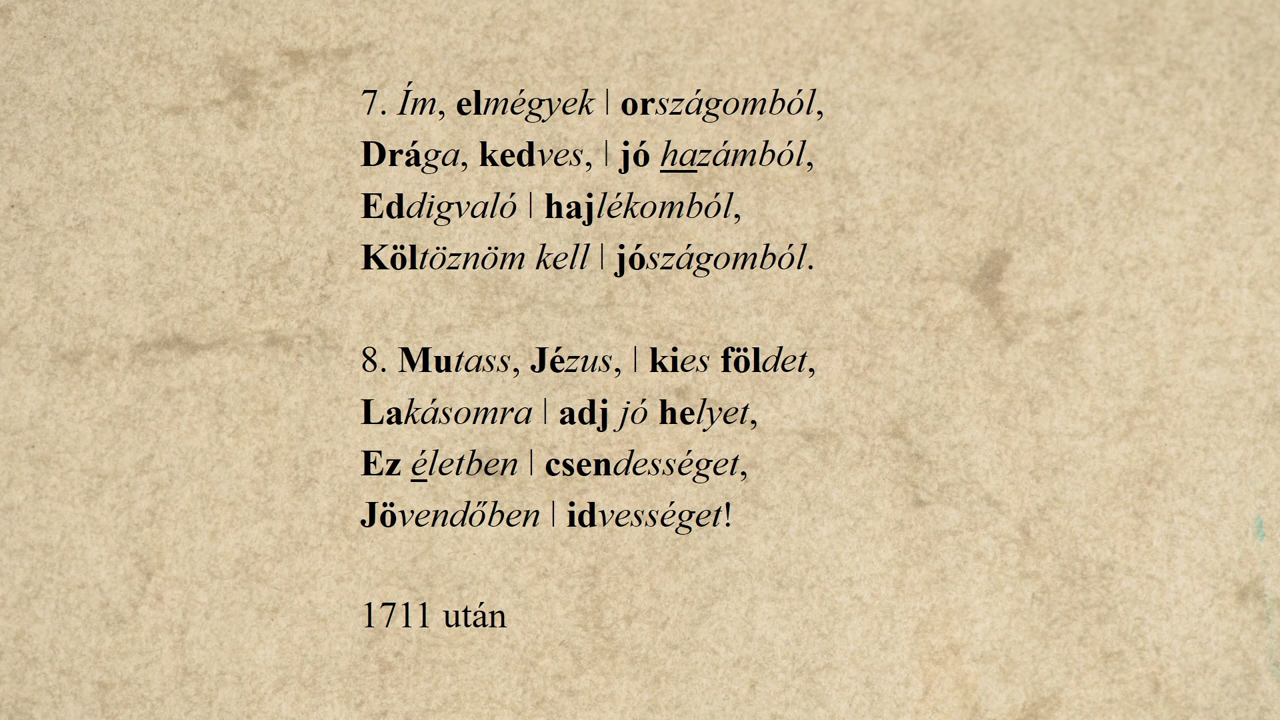 7. Ím, elmégyek | országomból,
Drága, kedves, | jó hazámból,
Eddigvaló | hajlékomból,
Költöznöm kell | jószágomból.
8. Mutass, Jézus, | kies földet,
Lakásomra | adj jó helyet,
Ez életben | csendességet,
Jövendőben | idvességet!
1711 után